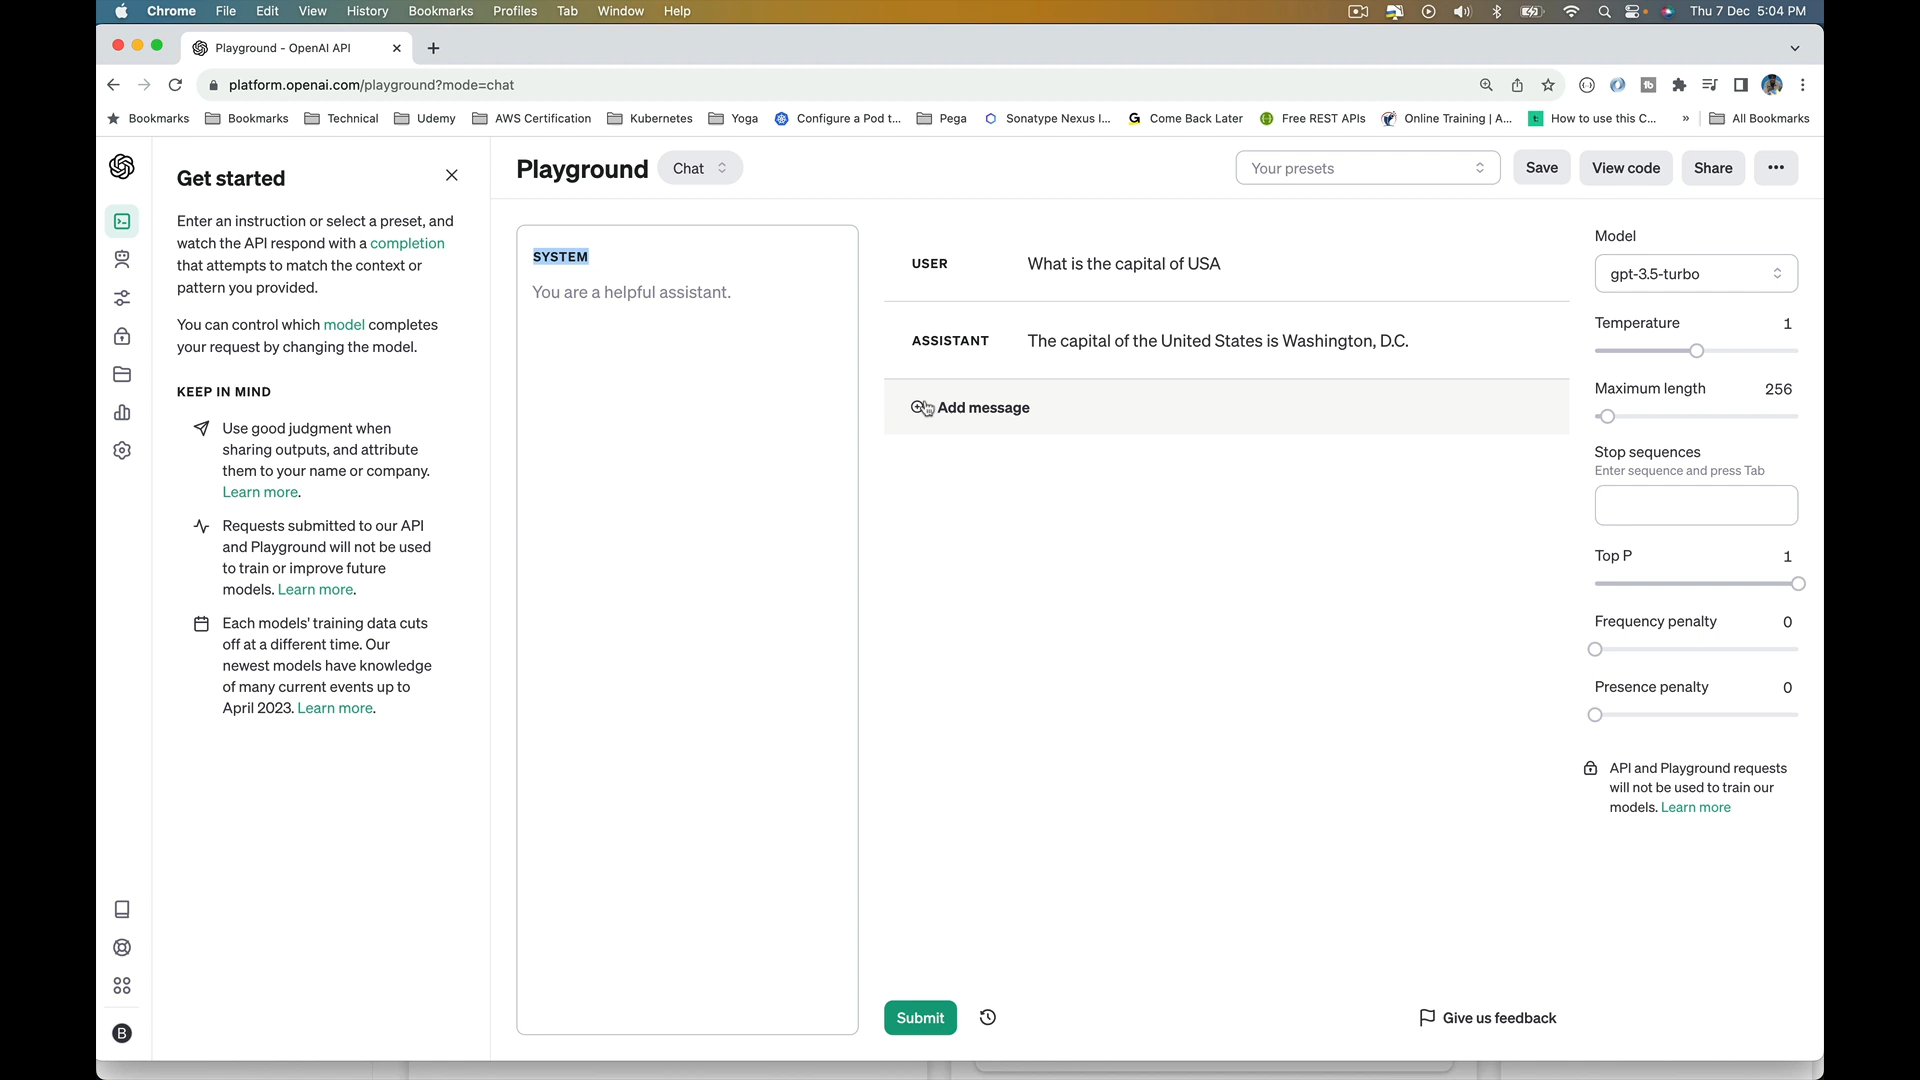 Chrome File Edit View History Bookmarks Profiles Tab Window Help Thu 7 Dec 5:04 PM
Playground - OpenAI API
platform.openai.com/playground?mode=chat
Bookmarks Bookmarks Technical Udemy AWS Certification Kubernetes Yoga Configure a Pod t... Pega Sonatype Nexus I... Come Back Later Free REST APIs Online Training | A... How to use this C... » All Bookmarks
Get started
Enter an instruction or select a preset, and
watch the API respond with a completion
that attempts to match the context or
pattern you provided.
You can control which model completes
your request by changing the model.
KEEP IN MIND
Use good judgment when
sharing outputs, and attribute
them to your name or company.
Learn more.
Requests submitted to our API
and Playground will not be used
to train or improve future
models. Learn more.
Each models' training data cuts
off at a different time. Our
newest models have knowledge
of many current events up to
April 2023. Learn more.
B
Playground Chat
Your presets Save View code Share
SYSTEM
You are a helpful assistant.
USER What is the capital of USA
ASSISTANT The capital of the United States is Washington, D.C.
Add message
Submit
Give us feedback
Model
gpt-3.5-turbo
Temperature 1
Maximum length 256
Stop sequences
Enter sequence and press Tab
Top P 1
Frequency penalty 0
Presence penalty 0
API and Playground requests
will not be used to train our
models. Learn more